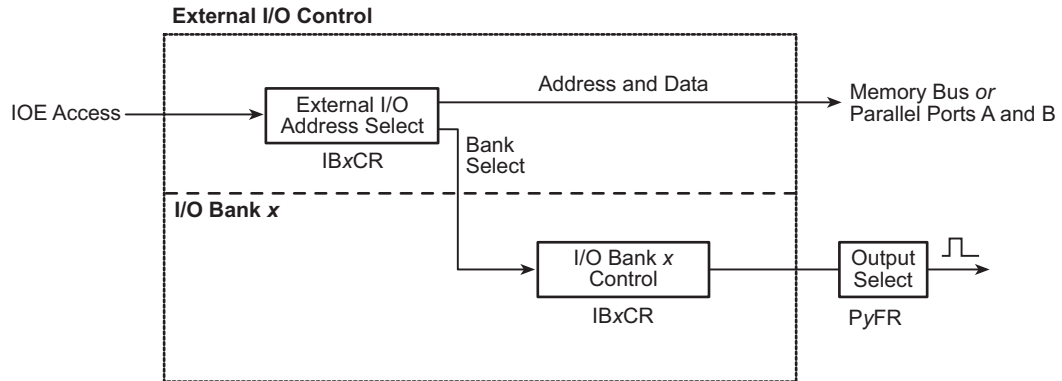 External I/O Control
IOE Access
External I/O
Address Select
IBxCR
Address and Data
Memory Bus or
Parallel Ports A and B
Bank
Select
I/O Bank x
I/O Bank x
Control
IBxCR
Output
Select
PyFR